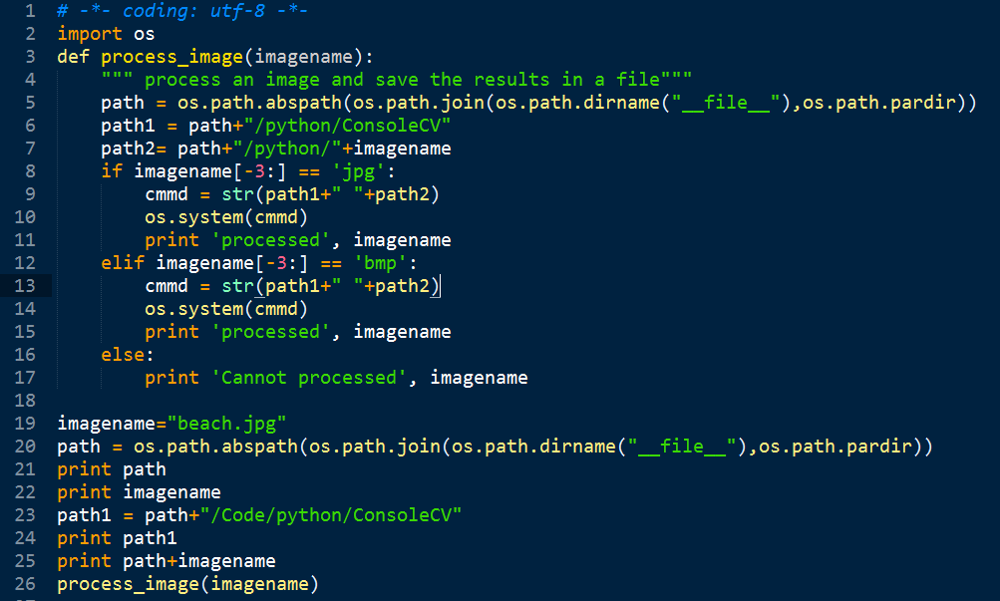 1 # -*- coding: utf-8 -*-
2 import os
3 def process_image(imagename):
4     """ process an image and save the results in a file"""
5     path = os.path.abspath(os.path.join(os.path.dirname("__file__"),os.path.pardir))
6     path1 = path+"/python/ConsoleCV"
7     path2= path+"/python/"+imagename
8     if imagename[-3:] == 'jpg':
9         cmmd = str(path1+" "+path2)
10         os.system(cmmd)
11         print 'processed', imagename
12     elif imagename[-3:] == 'bmp':
13         cmmd = str(path1+" "+path2)
14         os.system(cmmd)
15         print 'processed', imagename
16     else:
17         print 'Cannot processed', imagename
18
19 imagename="beach.jpg"
20 path = os.path.abspath(os.path.join(os.path.dirname("__file__"),os.path.pardir))
21 print path
22 print imagename
23 path1 = path+"/Code/python/ConsoleCV"
24 print path1
25 print path+imagename
26 process_image(imagename)